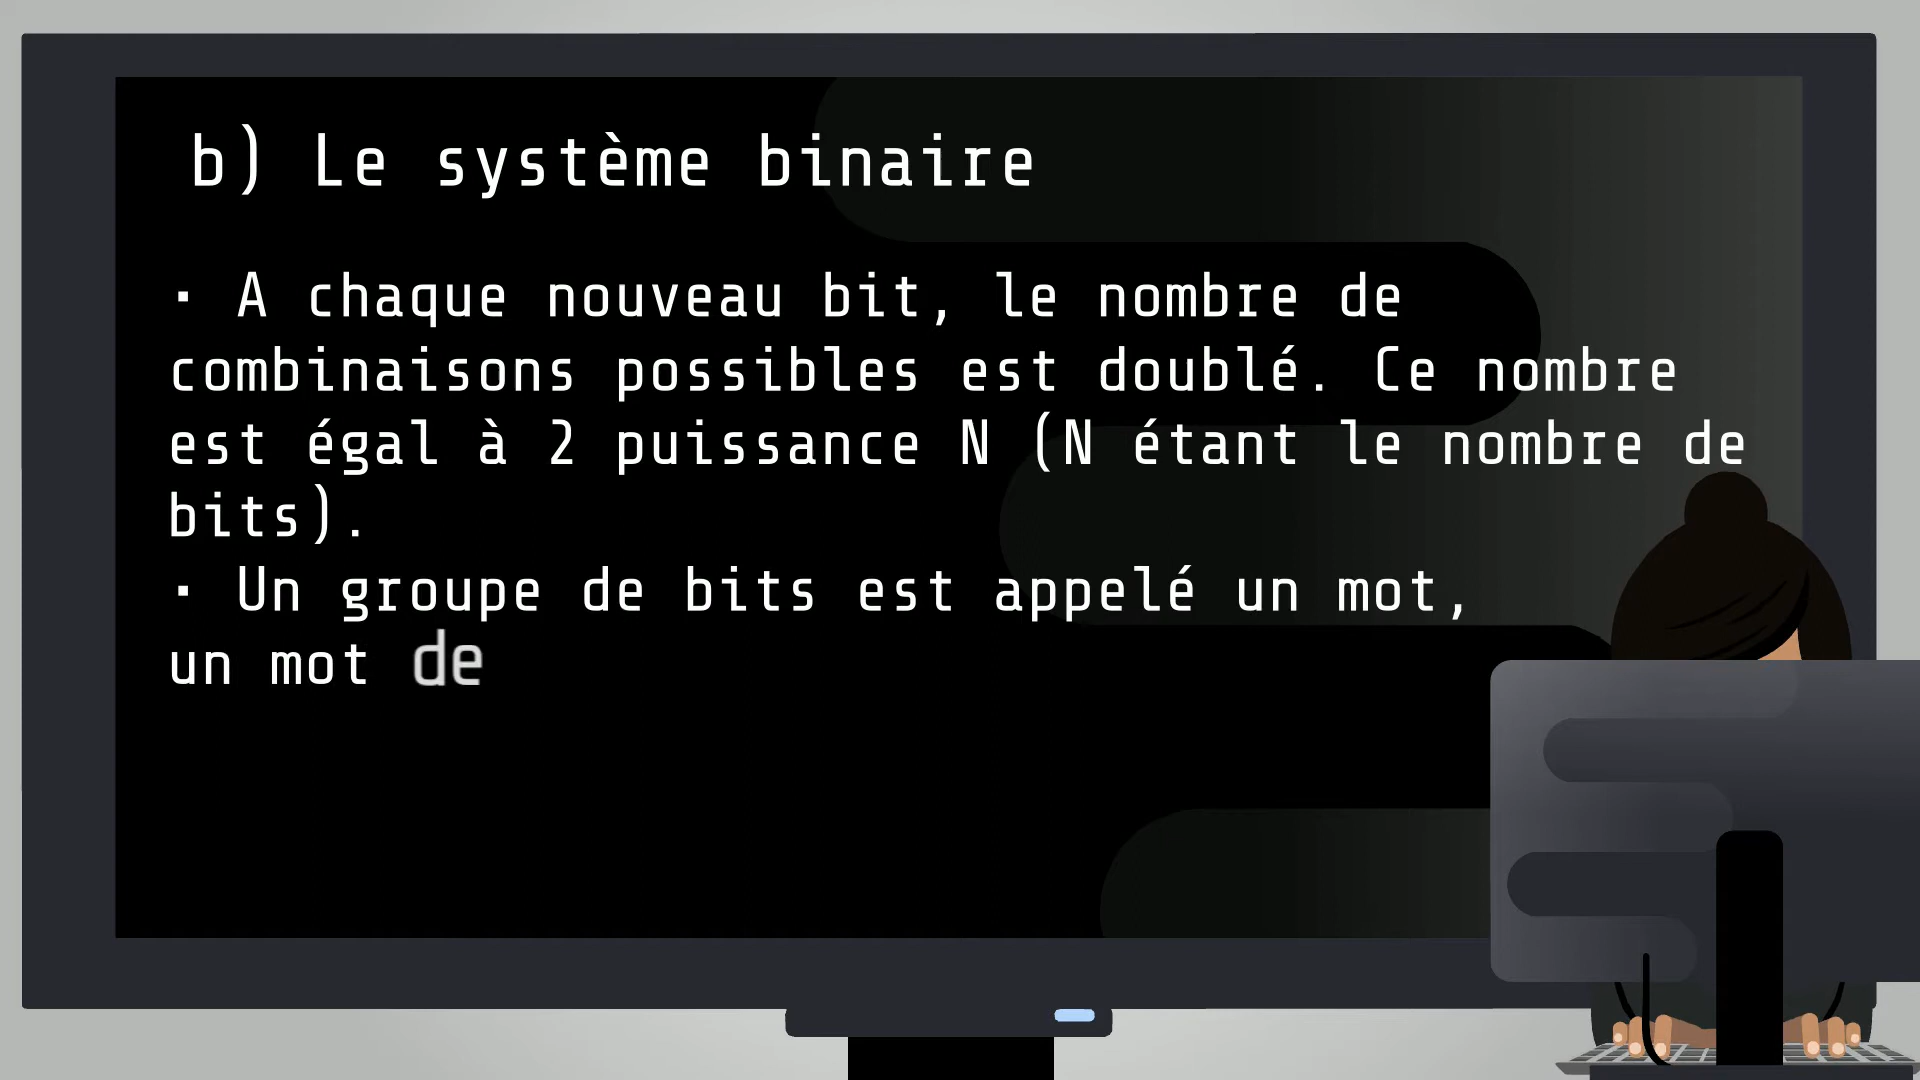 b) Le système binaire
· A chaque nouveau bit, le nombre de
combinaisons possibles est doublé. Ce nombre
est égal à 2 puissance N (N étant le nombre de
bits).
· Un groupe de bits est appelé un mot,
un mot de